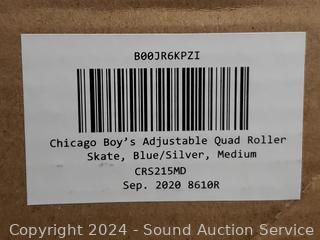 B00JR6KPZI
Chicago Boy’s Adjustable Quad Roller
Skate, Blue/Silver, Medium
CRS215MD
Sep. 2020 8610R
Copyright 2024 - Sound Auction Service